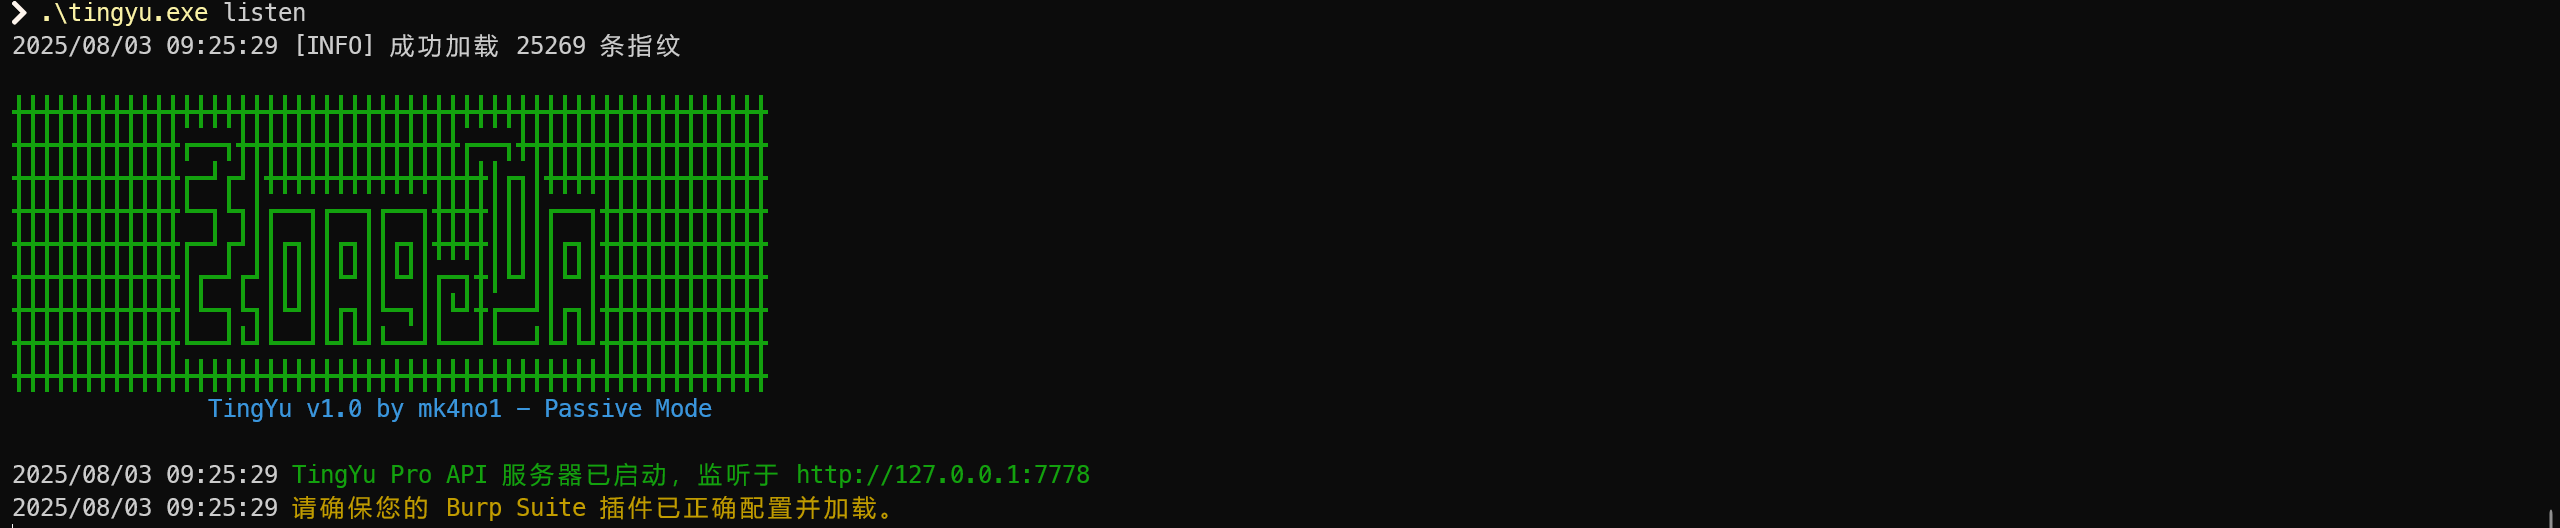 ❯ .\tingyu.exe listen
2025/08/03 09:25:29 [INFO] 成功加载 25269 条指纹
TingYu v1.0 by mk4no1 - Passive Mode
2025/08/03 09:25:29 TingYu Pro API 服务器已启动, 监听于 http://127.0.0.1:7778
2025/08/03 09:25:29 请确保您的 Burp Suite 插件已正确配置并加载。